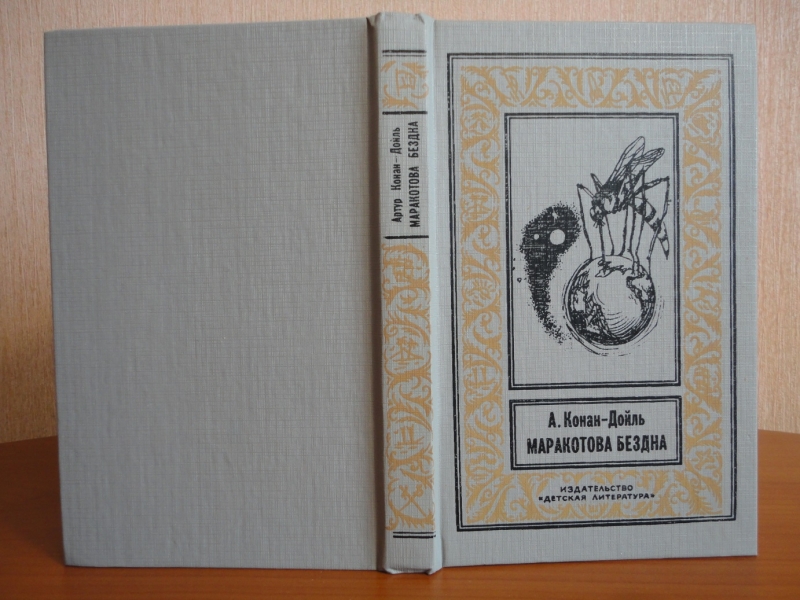 Артур Конан-Дойль
МАРАКОТОВА БЕЗДНА
А. Конан-Дойль
МАРАКОТОВА БЕЗДНА
ИЗДАТЕЛЬСТВО
«ДЕТСКАЯ ЛИТЕРАТУРА»